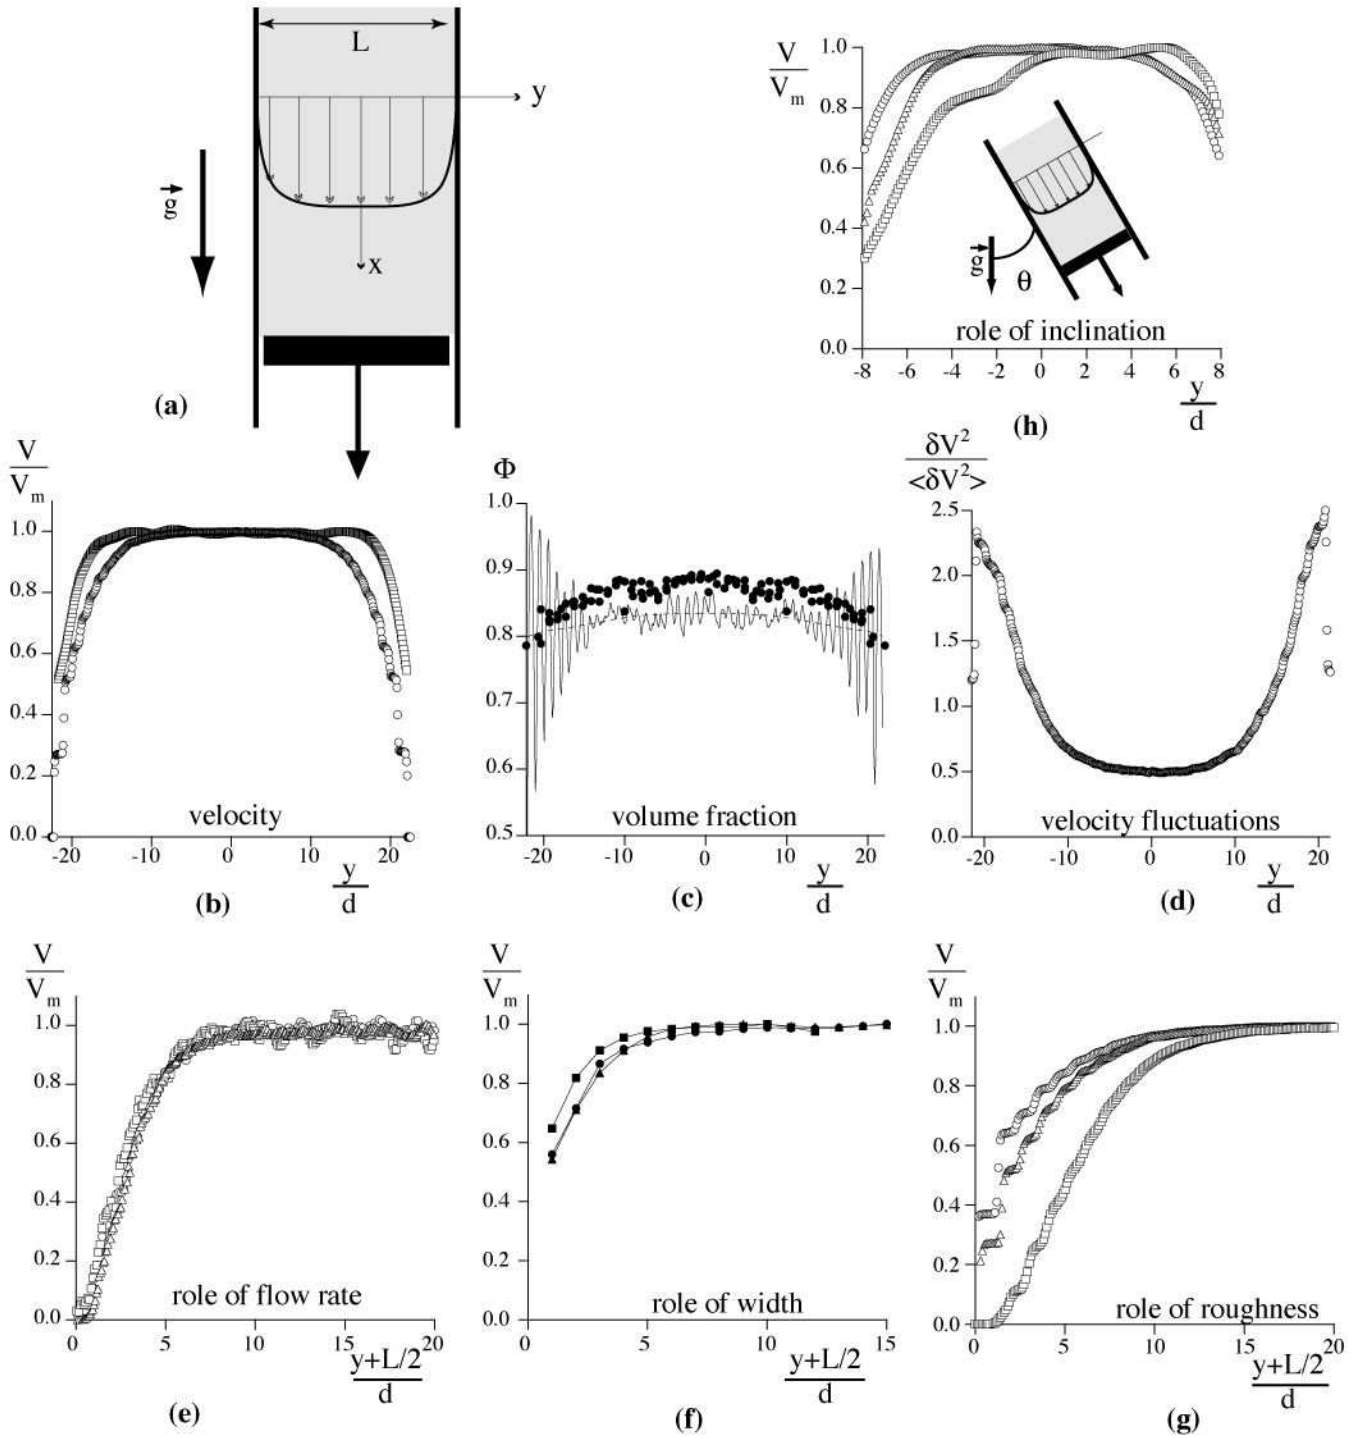 L
y
g
x
(a)
V
V_m
1.0
0.8
0.6
0.4
0.2
0.0
-8 -6 -4 -2 0 2 4 6 8
y
d
g
θ
role of inclination
(h)
V
V_m
1.0
0.8
0.6
0.4
0.2
0.0
-20 -10 0 10 20
velocity
y
d
(b)
Φ
1.0
0.9
0.8
0.7
0.6
0.5
-20 -10 0 10 20
volume fraction
y
d
(c)
δV²
<δV²>
2.5
2.0
1.5
1.0
0.5
0.0
-20 -10 0 10 20
velocity fluctuations
y
d
(d)
V
V_m
1.0
0.8
0.6
0.4
0.2
0.0
0 5 10 15 20
role of flow rate
y+L/2
d
(e)
V
V_m
1.0
0.8
0.6
0.4
0.2
0.0
0 5 10 15
role of width
y+L/2
d
(f)
V
V_m
1.0
0.8
0.6
0.4
0.2
0.0
0 5 10 15 20
role of roughness
y+L/2
d
(g)